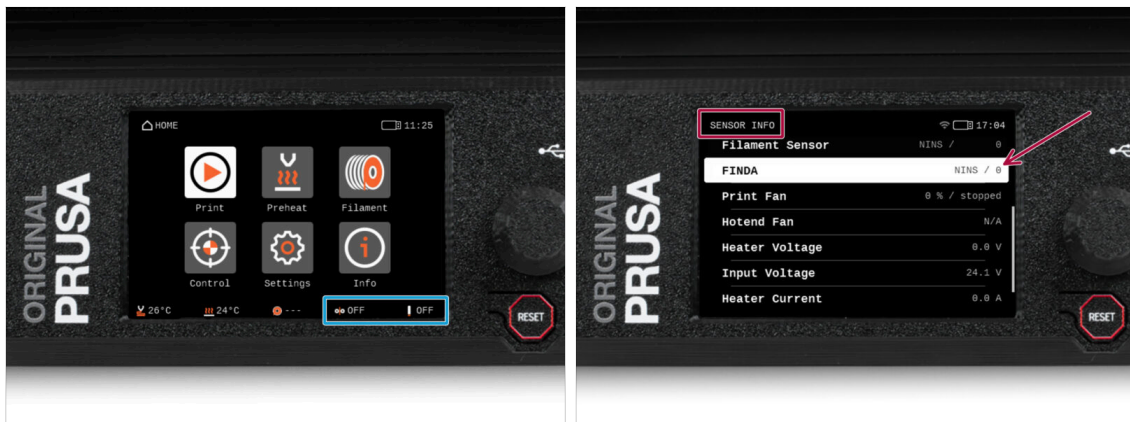 ORIGINAL
PRUSA
HOME
11:25
Print
Preheat
Filament
Control
Settings
Info
26°C
24°C
---
OFF
OFF
RESET
ORIGINAL
PRUSA
SENSOR INFO
17:04
Filament Sensor NINS / 0
FINDA NINS / 0
Print Fan 0 % / stopped
Hotend Fan N/A
Heater Voltage 0.0 V
Input Voltage 24.1 V
Heater Current 0.0 A
RESET